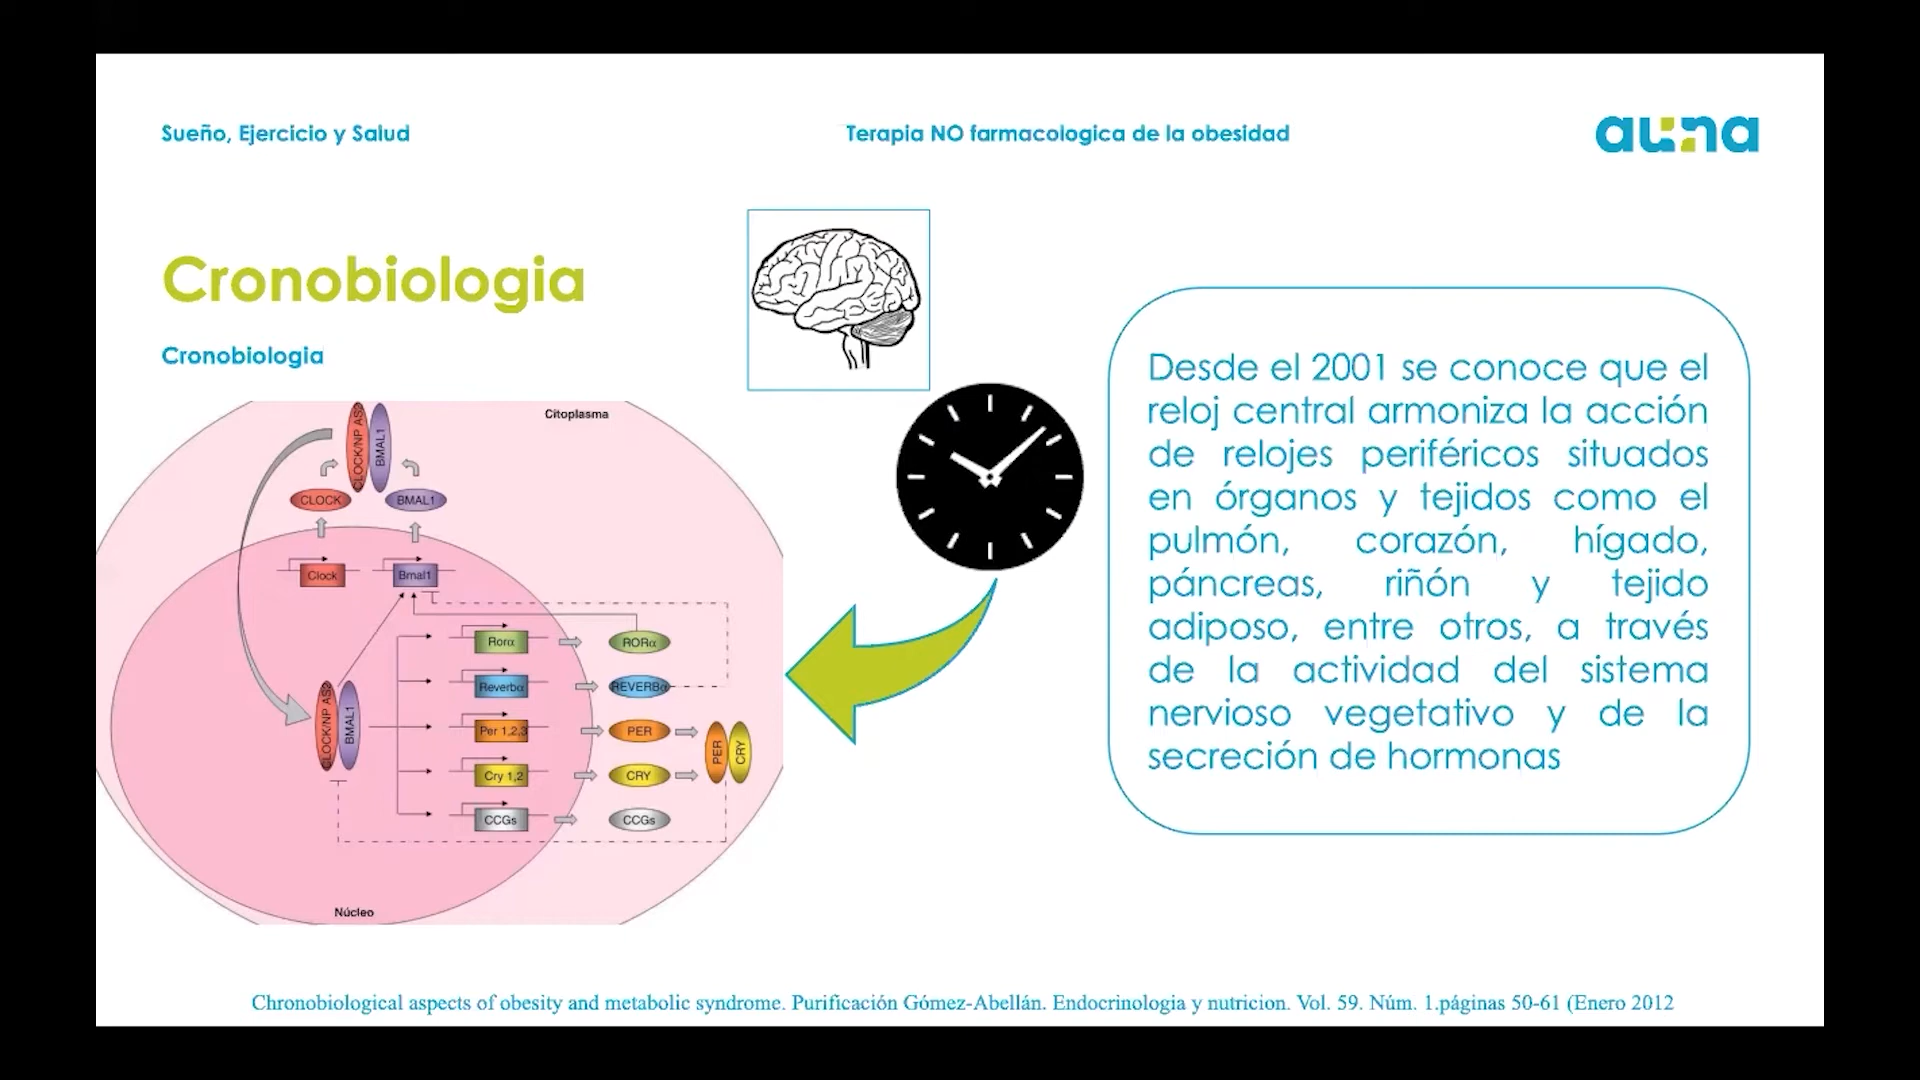 Sueño, Ejercicio y Salud
Terapia NO farmacologica de la obesidad
auna
Cronobiologia
Cronobiologia
Citoplasma
CLOCK/NP AS2
BMAL1
CLOCK
BMAL1
Clock
Bmal1
Rorα
RORα
Reverbα
REVERBα
CLOCK/NP AS2
BMAL1
Per 1,2,3
PER
PER
CRY
Cry 1,2
CRY
CCGs
CCGs
Núcleo
Desde el 2001 se conoce que el
reloj central armoniza la acción
de relojes periféricos situados
en órganos y tejidos como el
pulmón, corazón, hígado,
páncreas, riñón y tejido
adiposo, entre otros, a través
de la actividad del sistema
nervioso vegetativo y de la
secreción de hormonas
Chronobiological aspects of obesity and metabolic syndrome. Purificación Gómez-Abellán. Endocrinologia y nutricion. Vol. 59. Núm. 1.páginas 50-61 (Enero 2012